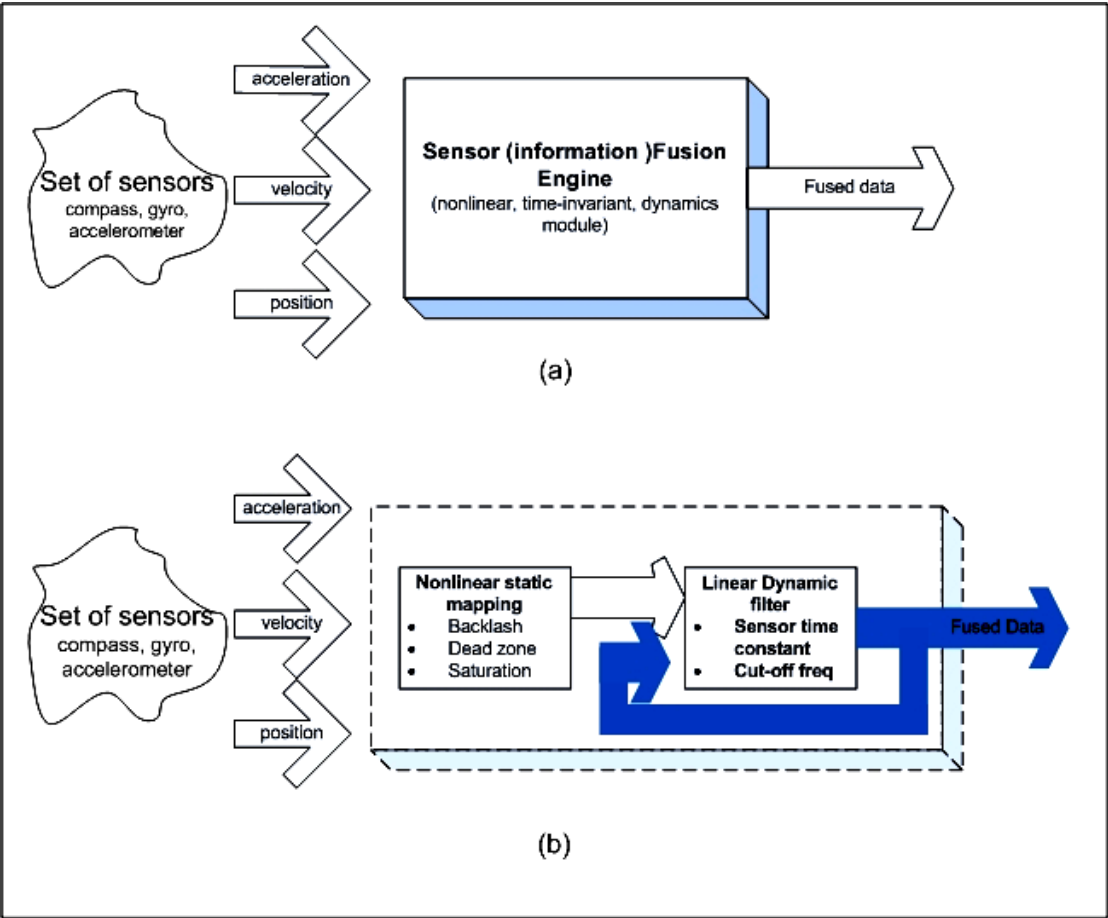 acceleration
Set of sensors
compass, gyro,
accelerometer
velocity
position
Sensor (information )Fusion
Engine
(nonlinear, time-invariant, dynamics
module)
Fused data
(a)
acceleration
Set of sensors
compass, gyro,
accelerometer
velocity
position
Nonlinear static
mapping
• Backlash
• Dead zone
• Saturation
Linear Dynamic
filter
• Sensor time
constant
• Cut-off freq
Fused Data
(b)